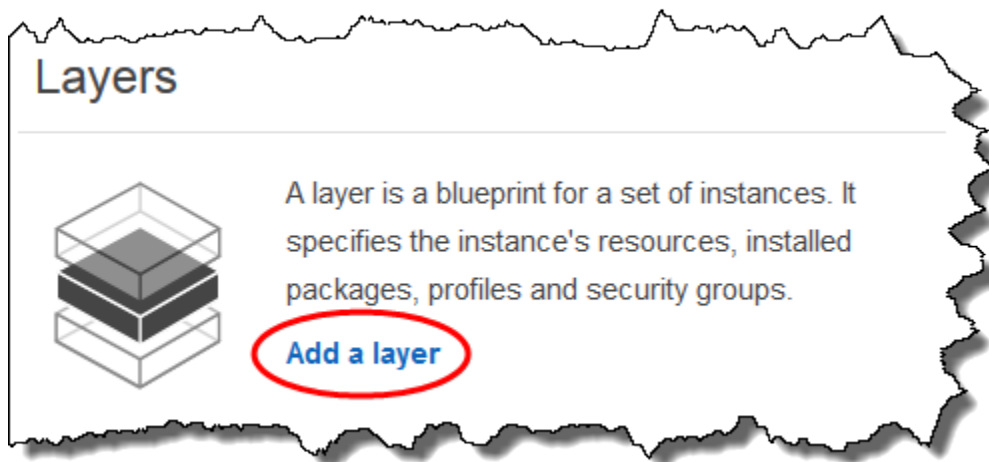 Layers
A layer is a blueprint for a set of instances. It
specifies the instance's resources, installed
packages, profiles and security groups.
Add a layer